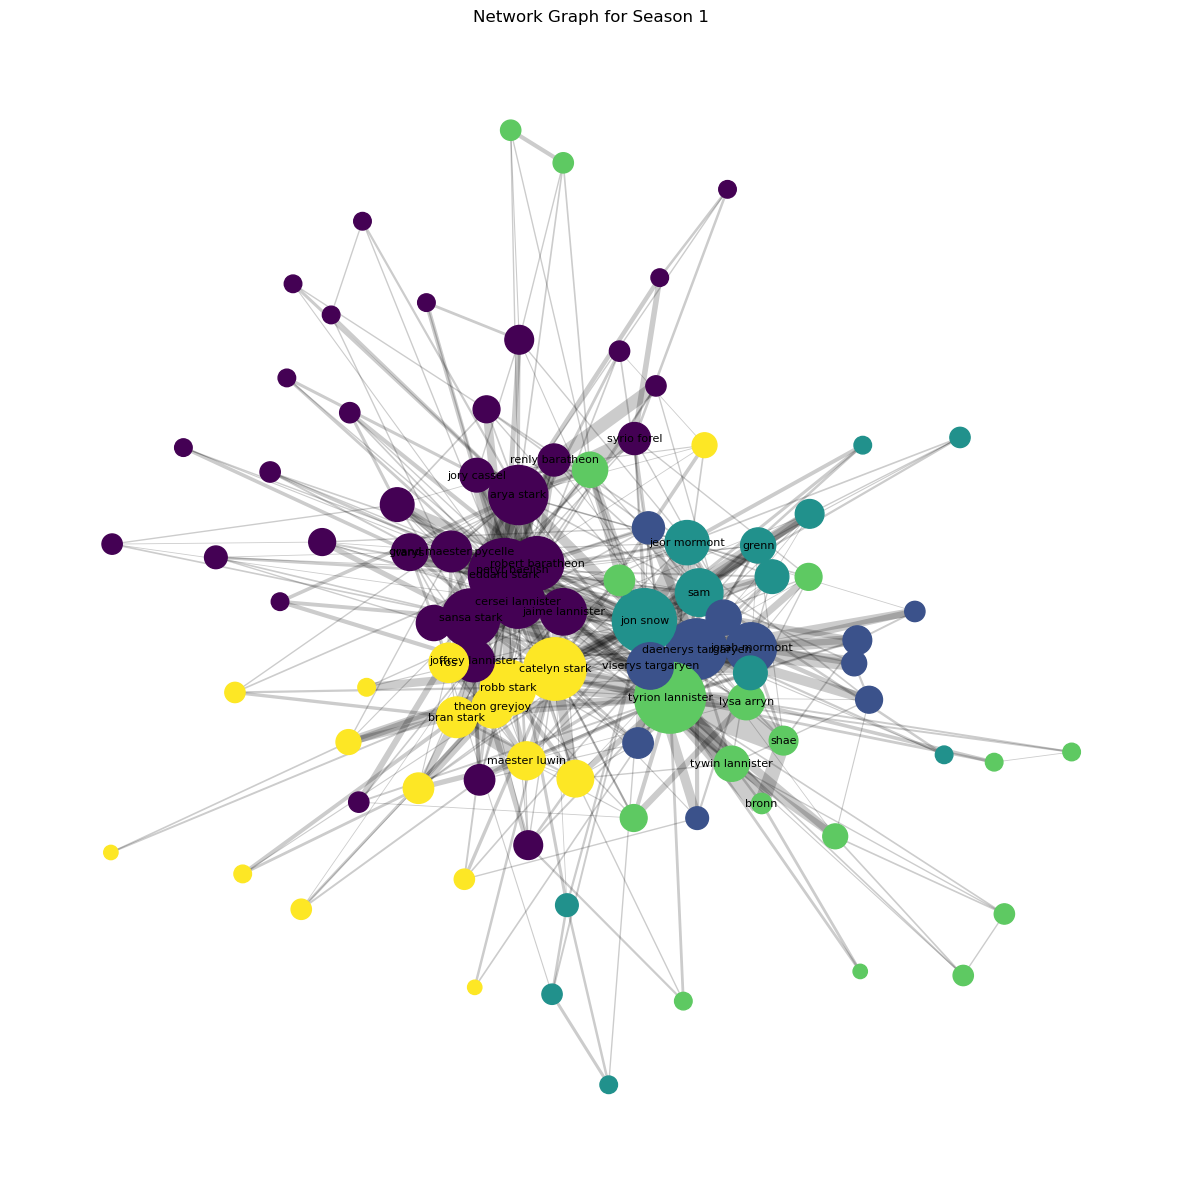 Network Graph for Season 1
syrio forel
renly baratheon
jory cassel
arya stark
jeor mormont
grenn
grand maester pycelle
robert baratheon
eddard stark
sam
cersei lannister
jaime lannister
sansa stark
jon snow
daenerys targaryen
jorah mormont
joffrey lannister
ros
viserys targaryen
catelyn stark
robb stark
tyrion lannister
lysa arryn
theon greyjoy
bran stark
shae
maester luwin
tywin lannister
bronn